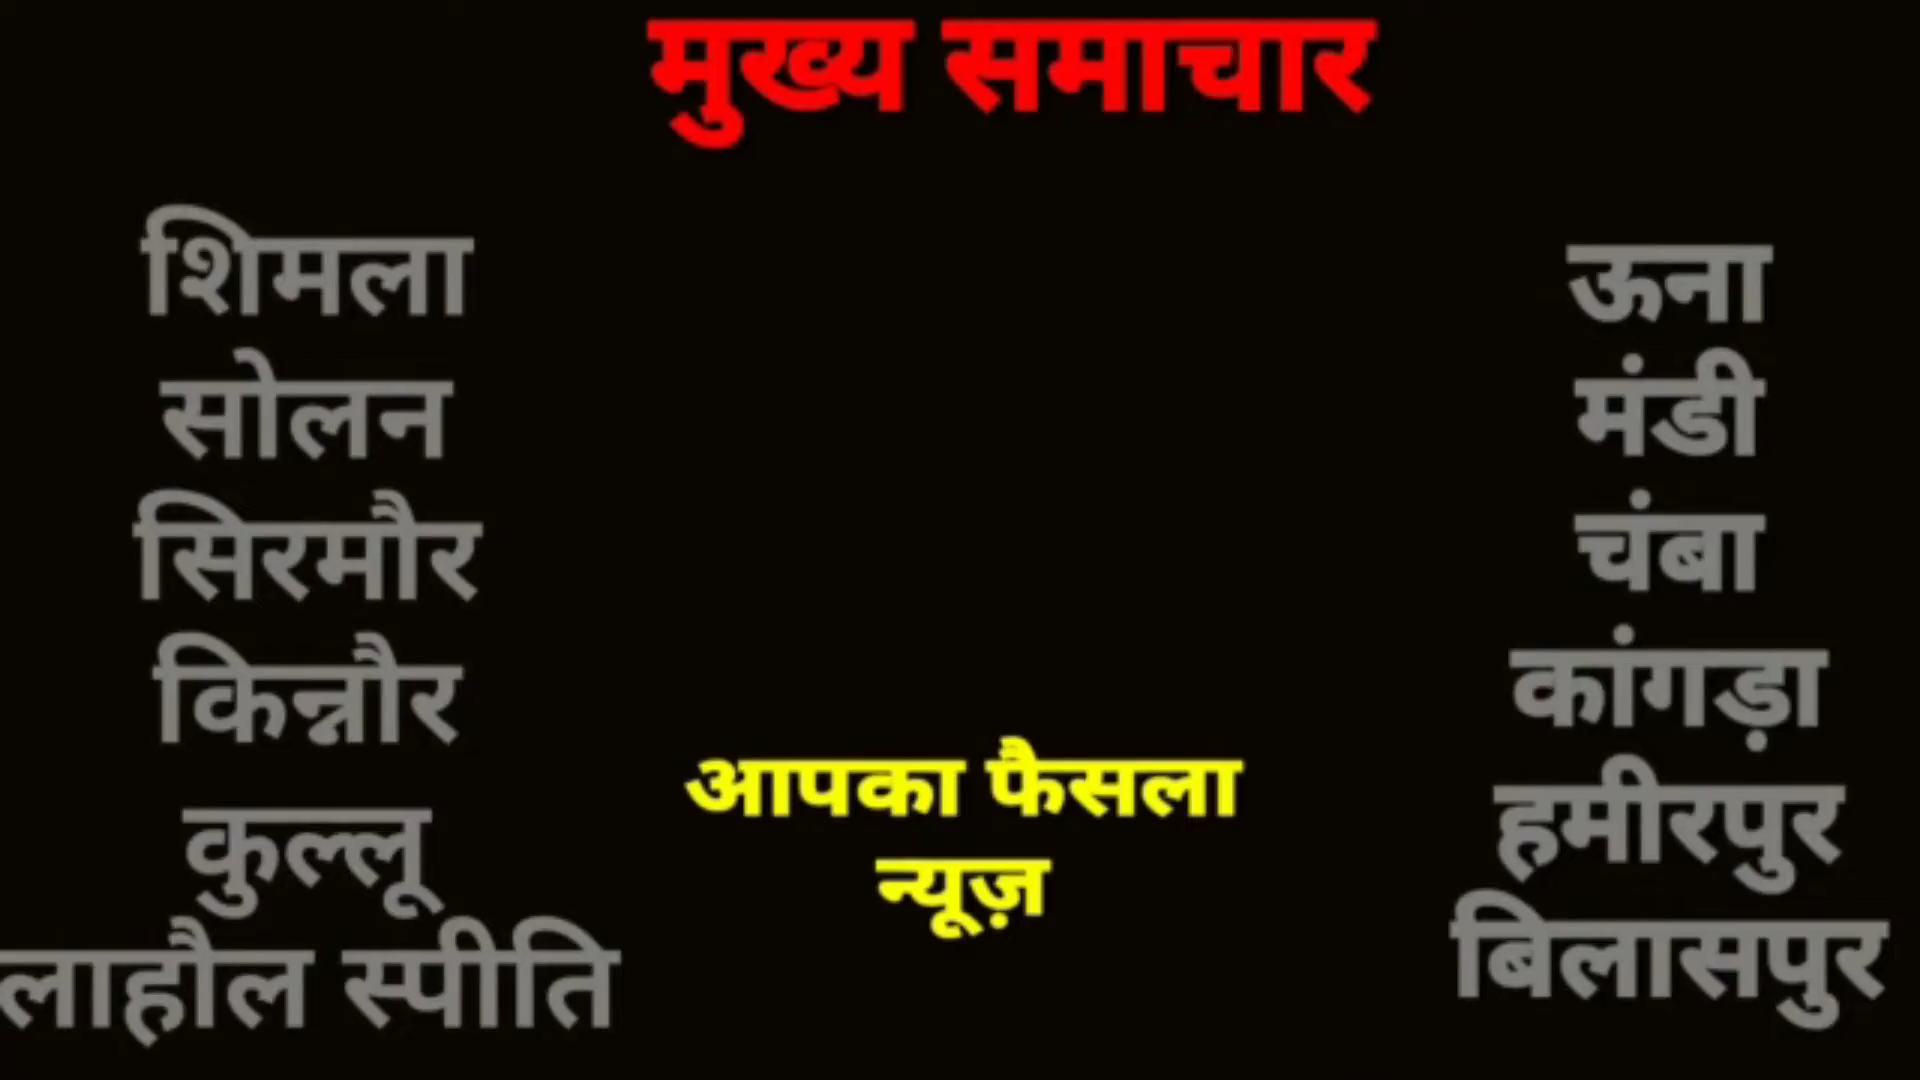 मुख्य समाचार
शिमला
सोलन
सिरमौर
किन्नौर
कुल्लू
लाहौल स्पीति
आपका फैसला
न्यूज़
ऊना
मंडी
चंबा
कांगड़ा
हमीरपुर
बिलासपुर